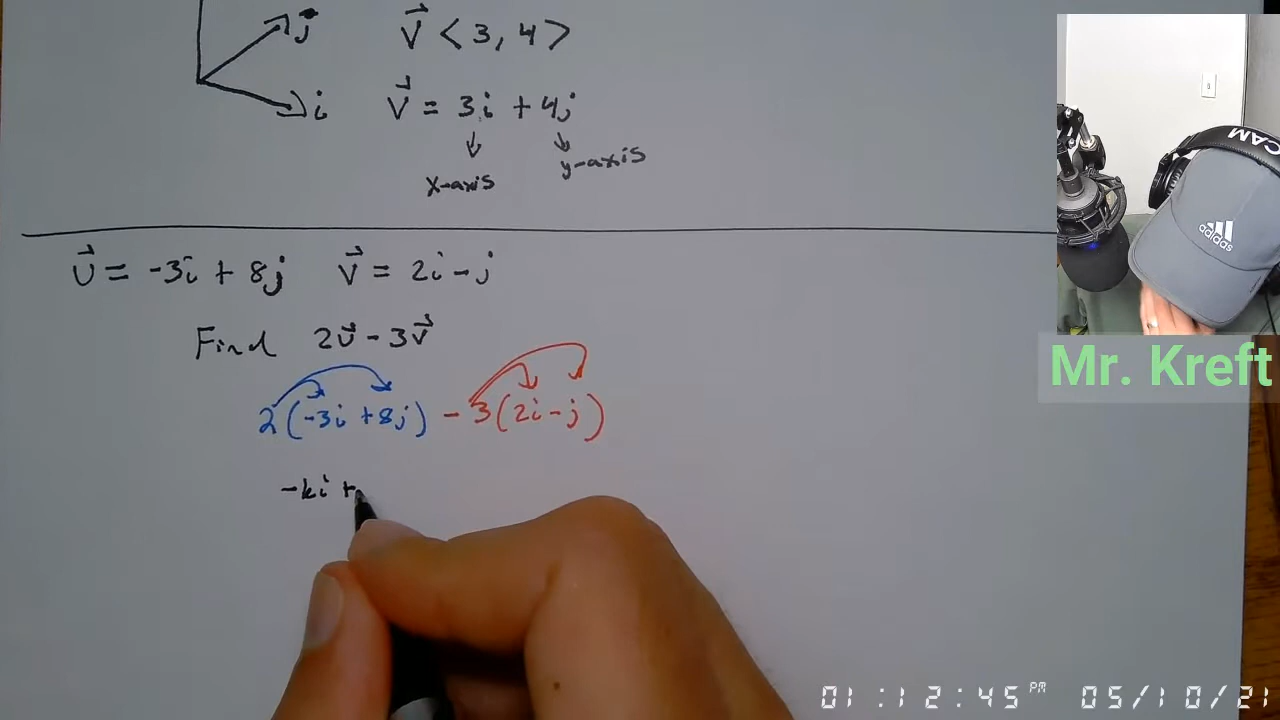 j
v⃗ < 3, 4 >
i
v⃗ = 3i + 4j
x-axis
y-axis
u⃗ = -3i + 8j v⃗ = 2i - j
Find 2u⃗ - 3v⃗
2(-3i + 8j) - 3(2i - j)
-6i +
CAM
adidas
Mr. Kreft
01:12:45 PM 05/10/21